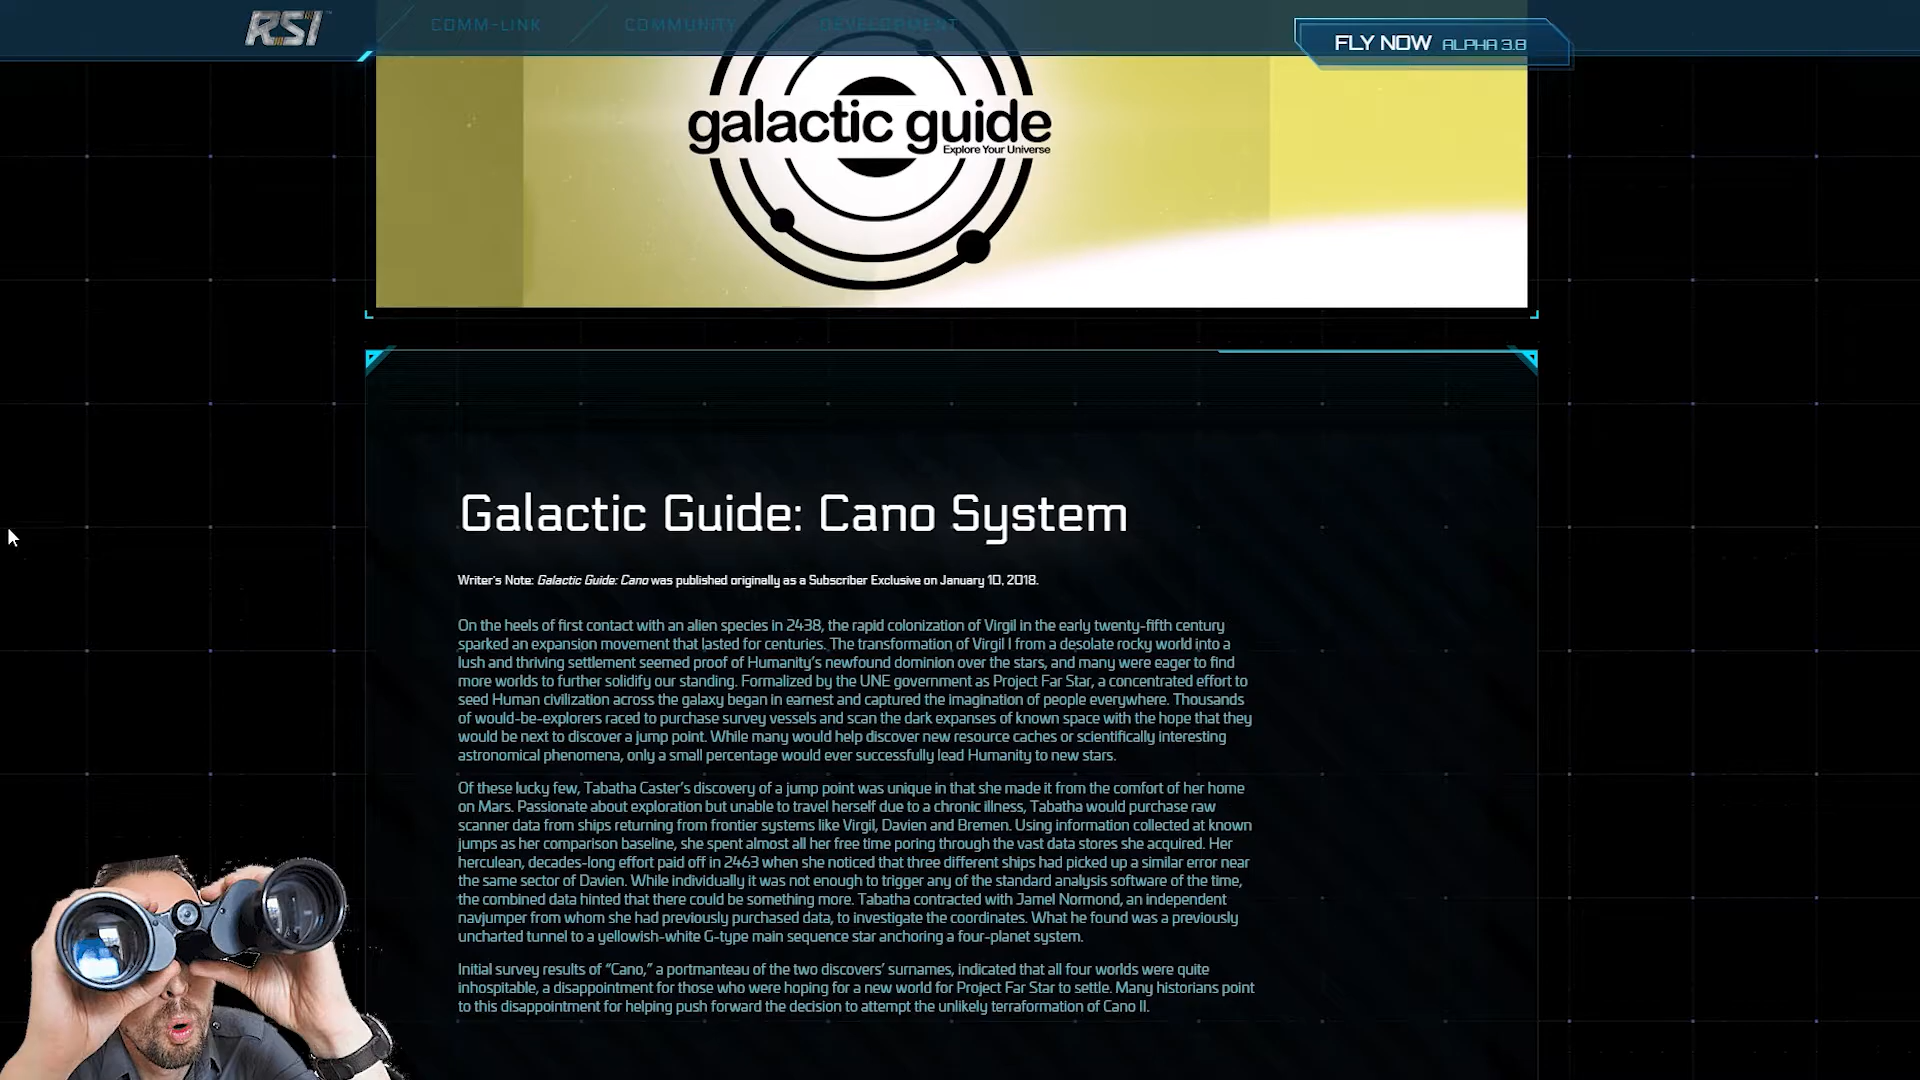 RSI
COMM-LINK
COMMUNITY
DEVELOPMENT
FLY NOW ALPHA 3.8
galactic guide
Explore Your Universe
Galactic Guide: Cano System
Writer's Note: Galactic Guide: Cano was published originally as a Subscriber Exclusive on January 10, 2018.
On the heels of first contact with an alien species in 2438, the rapid colonization of Virgil in the early twenty-fifth century
sparked an expansion movement that lasted for centuries. The transformation of Virgil I from a desolate rocky world into a
lush and thriving settlement seemed proof of Humanity's newfound dominion over the stars, and many were eager to find
more worlds to further solidify our standing. Formalized by the UNE government as Project Far Star, a concentrated effort to
seed Human civilization across the galaxy began in earnest and captured the imagination of people everywhere. Thousands
of would-be-explorers raced to purchase survey vessels and scan the dark expanses of known space with the hope that they
would be next to discover a jump point. While many would help discover new resource caches or scientifically interesting
astronomical phenomena, only a small percentage would ever successfully lead Humanity to new stars.
Of these lucky few, Tabatha Caster's discovery of a jump point was unique in that she made it from the comfort of her home
on Mars. Passionate about exploration but unable to travel herself due to a chronic illness, Tabatha would purchase raw
scanner data from ships returning from frontier systems like Virgil, Davien and Bremen. Using information collected at known
jumps as her comparison baseline, she spent almost all her free time poring through the vast data stores she acquired. Her
herculean, decades-long effort paid off in 2463 when she noticed that three different ships had picked up a similar error near
the same sector of Davien. While individually it was not enough to trigger any of the standard analysis software of the time,
the combined data hinted that there could be something more. Tabatha contracted with Jamel Normond, an independent
navjumper from whom she had previously purchased data, to investigate the coordinates. What he found was a previously
uncharted tunnel to a yellowish-white G-type main sequence star anchoring a four-planet system.
Initial survey results of “Cano,” a portmanteau of the two discovers' surnames, indicated that all four worlds were quite
inhospitable, a disappointment for those who were hoping for a new world for Project Far Star to settle. Many historians point
to this disappointment for helping push forward the decision to attempt the unlikely terraformation of Cano II.